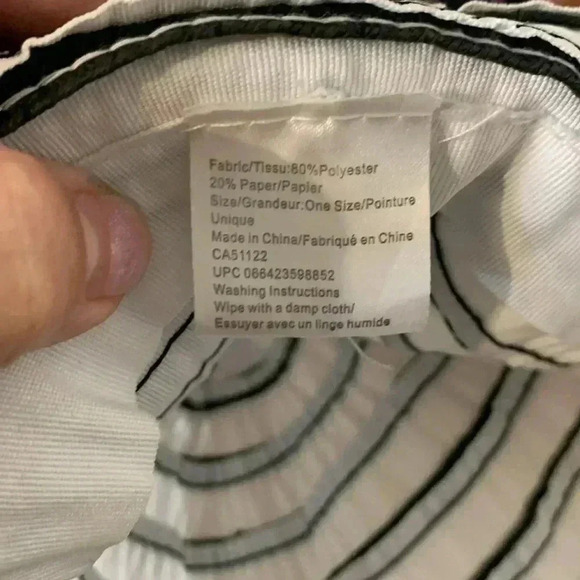 Fabric/Tissu:80%Polyester
20% Paper/Papier
Size/Grandeur:One Size/Pointure
Unique
Made in China/Fabriqué en Chine
CA51122
UPC 066423598852
Washing Instructions
Wipe with a damp cloth/
Essuyer avec un linge humide